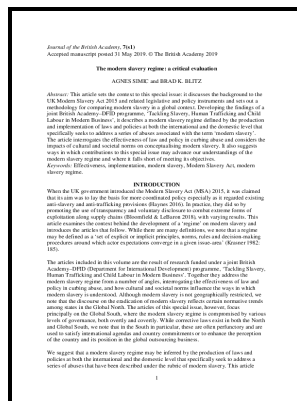 Journal of the British Academy, 7(s1)
Accepted manuscript posted 31 May 2019. © The British Academy 2019
The modern slavery regime: a critical evaluation
AGNES SIMIC and BRAD K. BLITZ
Abstract: This article sets the context to this special issue: it discusses the background to the
UK Modern Slavery Act 2015 and related legislative and policy instruments and sets out a
methodology for comparing modern slavery in a global context. Developing the findings of a
joint British Academy–DFID programme, 'Tackling Slavery, Human Trafficking and Child
Labour in Modern Business', it describes a modern slavery regime defined by the production
and implementation of laws and policies at both the international and the domestic level that
specifically seeks to address a series of abuses associated with the term 'modern slavery'.
The article interrogates the effectiveness of law and policy in curbing abuse and considers the
impacts of cultural and societal norms on conceptualising modern slavery. It also suggests
ways in which contributions to this special issue may advance our understandings of the
modern slavery regime and where it falls short of meeting its objectives.
Keywords: Effectiveness, implementation, modern slavery, Modern Slavery Act, modern
slavery regime.
INTRODUCTION
When the UK government introduced the Modern Slavery Act (MSA) 2015, it was claimed
that its aim was to lay the basis for more coordinated policy especially as it regarded existing
anti-slavery and anti-trafficking provisions (Haynes 2016). In practice, they did so by
promoting the use of transparency and voluntary disclosure to combat extreme forms of
exploitation along supply chains (Bloomfield & LeBaron 2018), with varying results. This
article examines the context behind the development of a 'regime' on modern slavery and
introduces the articles that follow. While there are many definitions, we note that a regime
may be defined as a 'set of explicit or implicit principles, norms, rules and decision-making
procedures around which actor expectations converge in a given issue-area' (Krasner 1982:
185).
The articles included in this volume are the result of research funded under a joint British
Academy–DFID (Department for International Development) programme, 'Tackling Slavery,
Human Trafficking and Child Labour in Modern Business'. Together they address the
modern slavery regime from a number of angles, interrogating the effectiveness of law and
policy in curbing abuse, and how cultural and societal norms influence the ways in which
modern slavery is understood. Although modern slavery is not geographically restricted, we
note that the discourse on the eradication of modern slavery reflects certain normative trends
among states in the Global North. The articles of this special issue, however, focus
principally on the Global South, where the modern slavery regime is compromised by various
levels of governance, both overtly and covertly. While corrective laws exist in both the North
and Global South, we note that in the South in particular, these are often perfunctory and are
used to satisfy international agendas and country commitments or to enhance the perception
of the country and its position in the global outsourcing business.
We suggest that a modern slavery regime may be inferred by the production of laws and
policies at both the international and the domestic level that specifically seek to address a
series of abuses that have been described under the rubric of modern slavery. This article
1